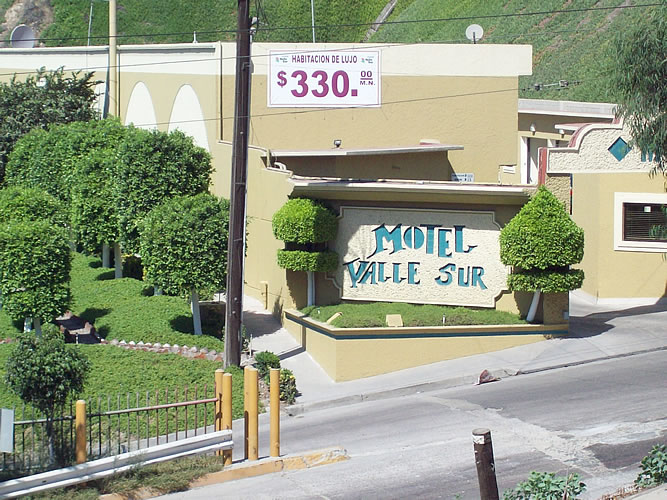 HABITACION DE LUJO
$330.00
M.N.
MOTEL
VALLE SUR